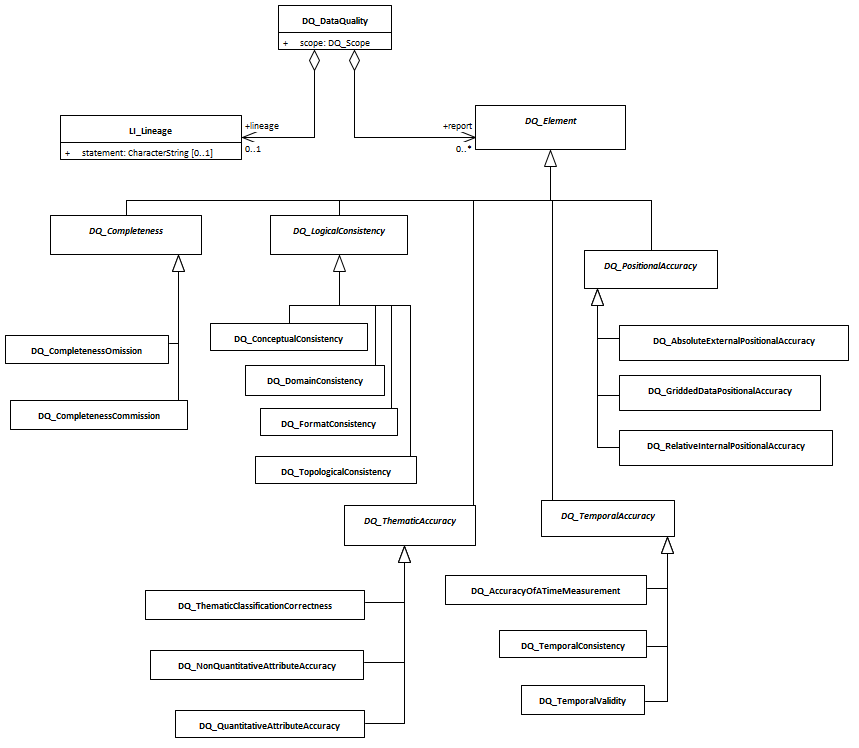 DQ_DataQuality
+ scope: DQ_Scope
+lineage
0..1
+report
0..*
LI_Lineage
+ statement: CharacterString [0..1]
DQ_Element
DQ_Completeness
DQ_LogicalConsistency
DQ_PositionalAccuracy
DQ_CompletenessOmission
DQ_CompletenessCommission
DQ_ConceptualConsistency
DQ_DomainConsistency
DQ_FormatConsistency
DQ_TopologicalConsistency
DQ_AbsoluteExternalPositionalAccuracy
DQ_GriddedDataPositionalAccuracy
DQ_RelativeInternalPositionalAccuracy
DQ_ThematicAccuracy
DQ_TemporalAccuracy
DQ_ThematicClassificationCorrectness
DQ_NonQuantitativeAttributeAccuracy
DQ_QuantitativeAttributeAccuracy
DQ_AccuracyOfATimeMeasurement
DQ_TemporalConsistency
DQ_TemporalValidity